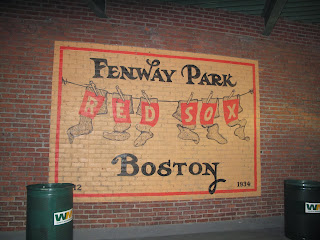 FENWAY PARK
RED SOX
BOSTON
1934